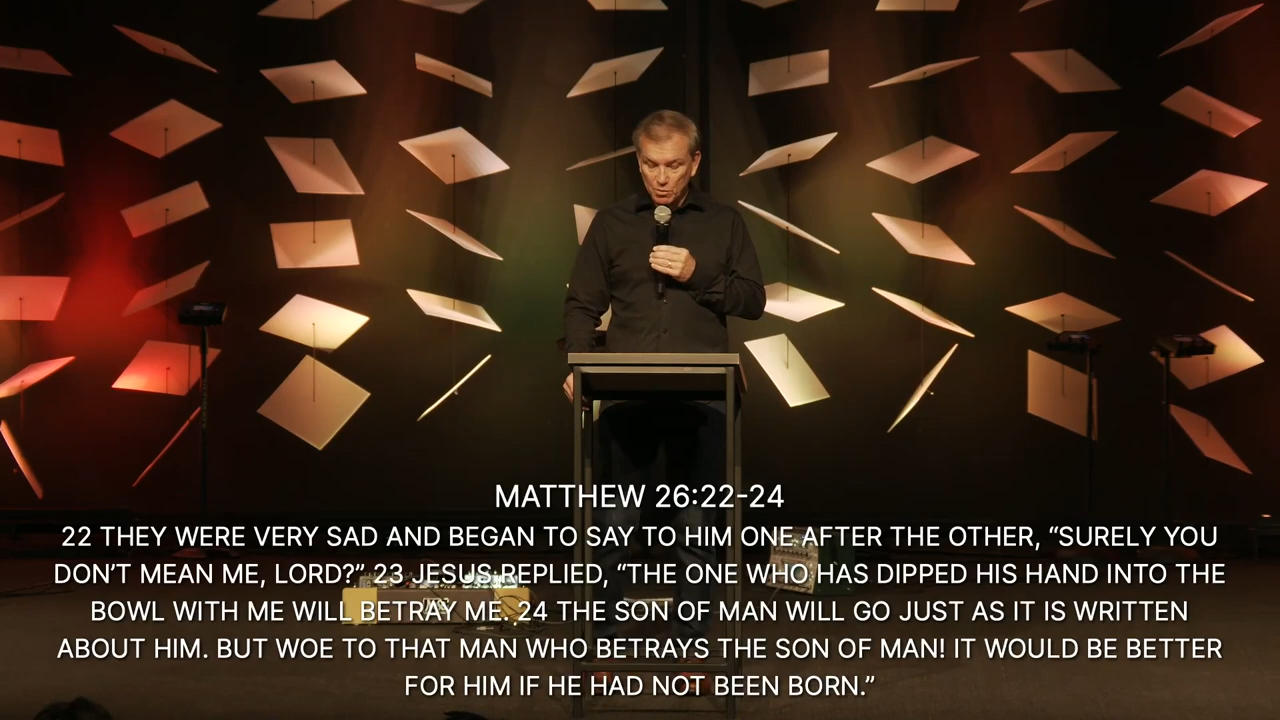 MATTHEW 26:22-24
22 THEY WERE VERY SAD AND BEGAN TO SAY TO HIM ONE AFTER THE OTHER, “SURELY YOU
DON’T MEAN ME, LORD?” 23 JESUS REPLIED, “THE ONE WHO HAS DIPPED HIS HAND INTO THE
BOWL WITH ME WILL BETRAY ME. 24 THE SON OF MAN WILL GO JUST AS IT IS WRITTEN
ABOUT HIM. BUT WOE TO THAT MAN WHO BETRAYS THE SON OF MAN! IT WOULD BE BETTER
FOR HIM IF HE HAD NOT BEEN BORN.”